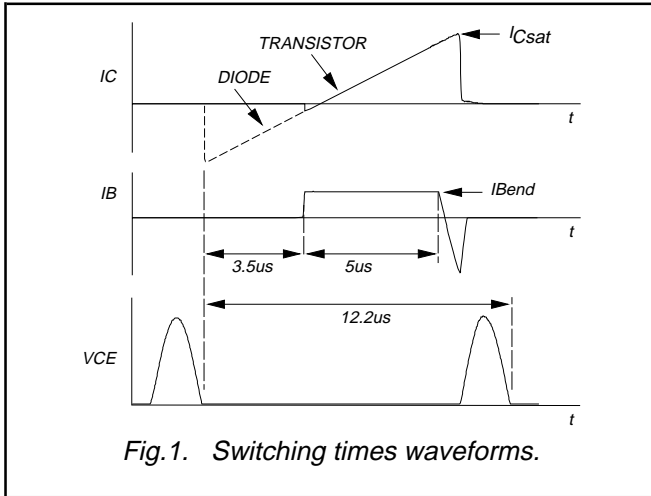 ICsat
TRANSISTOR
IC
DIODE
t
IB
IBend
t
3.5us
5us
12.2us
VCE
t
Fig.1. Switching times waveforms.